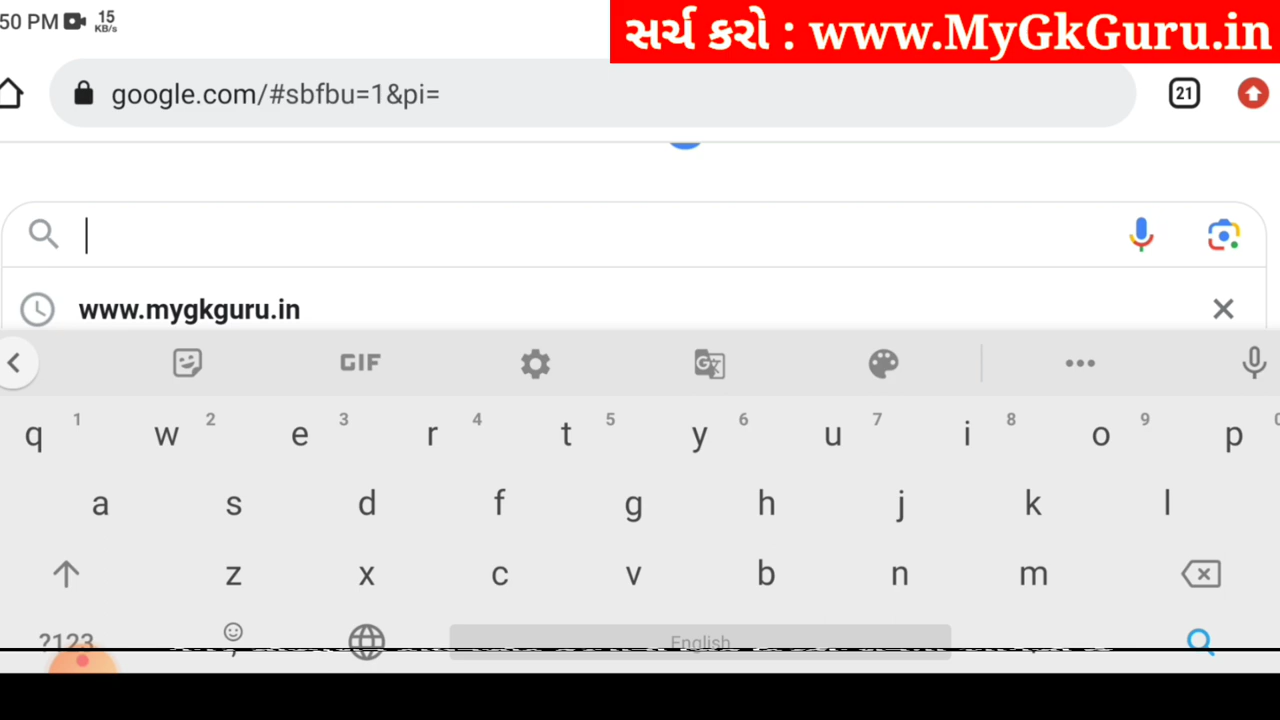 50 PM 15 KB/s
સર્ચ કરો : www.MyGkGuru.in
google.com/#sbfbu=1&pi=
21
www.mygkguru.in
GIF
G
q 1 w 2 e 3 r 4 t 5 y 6 u 7 i 8 o 9 p 0
a s d f g h j k l
z x c v b n m
?123 , English